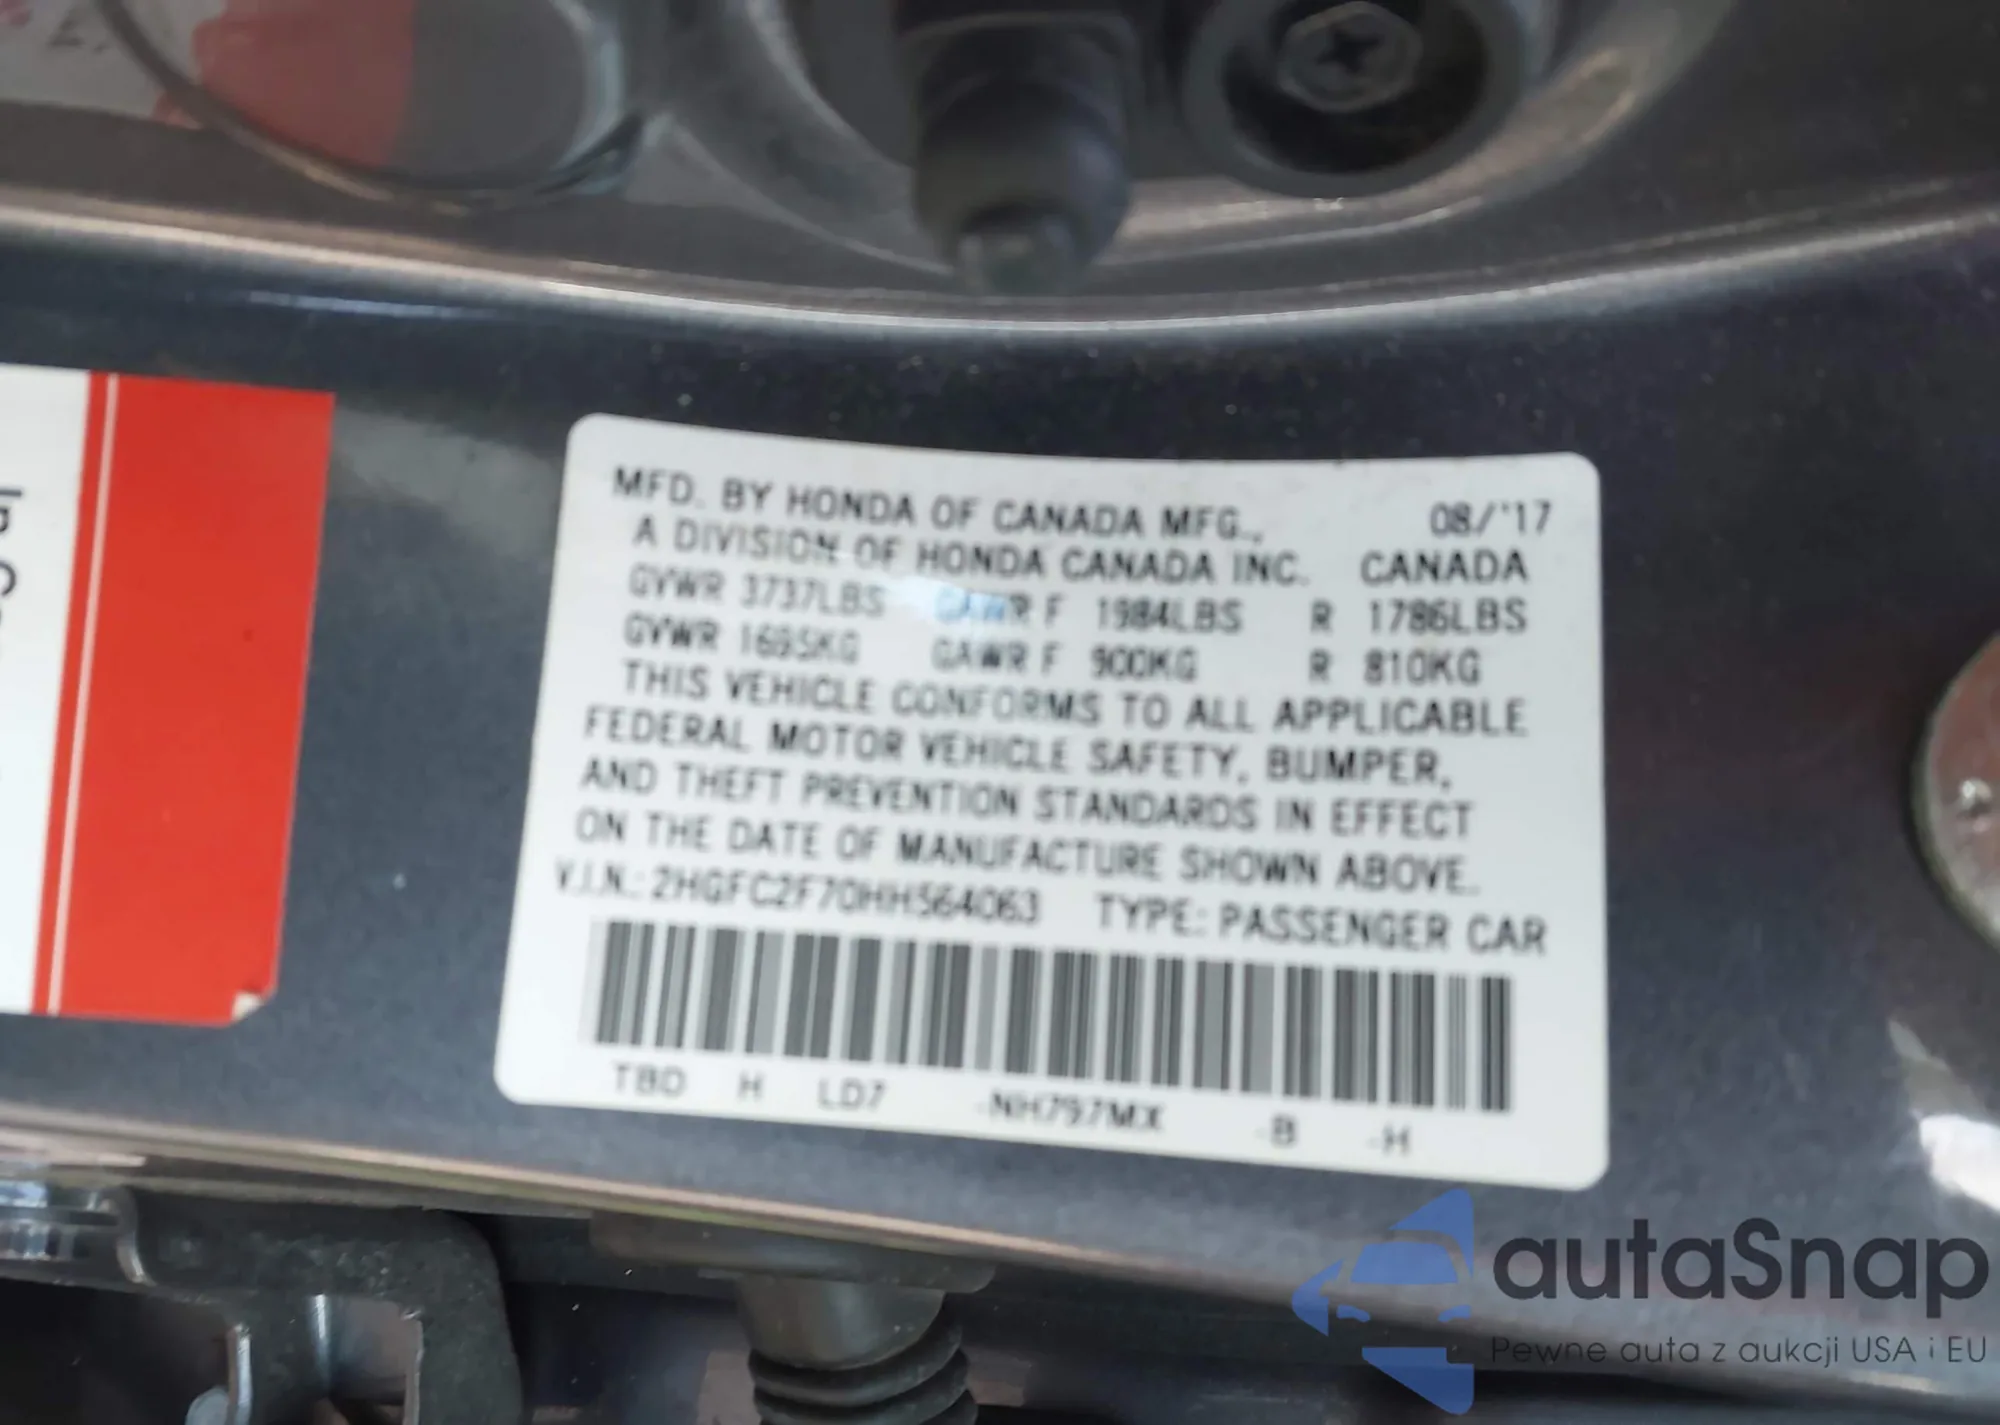 MFD. BY HONDA OF CANADA MFG., 08/'17
A DIVISION OF HONDA CANADA INC. CANADA
GVWR 3737LBS GAWR F 1984LBS R 1786LBS
GVWR 1695KG GAWR F 900KG R 810KG
THIS VEHICLE CONFORMS TO ALL APPLICABLE
FEDERAL MOTOR VEHICLE SAFETY, BUMPER,
AND THEFT PREVENTION STANDARDS IN EFFECT
ON THE DATE OF MANUFACTURE SHOWN ABOVE.
V.I.N.: 2HGFC2F70HH564063 TYPE: PASSENGER CAR
TBD H LD7 -NH797MX -B -H
autaSnap
Pewne auta z aukcji USA i EU